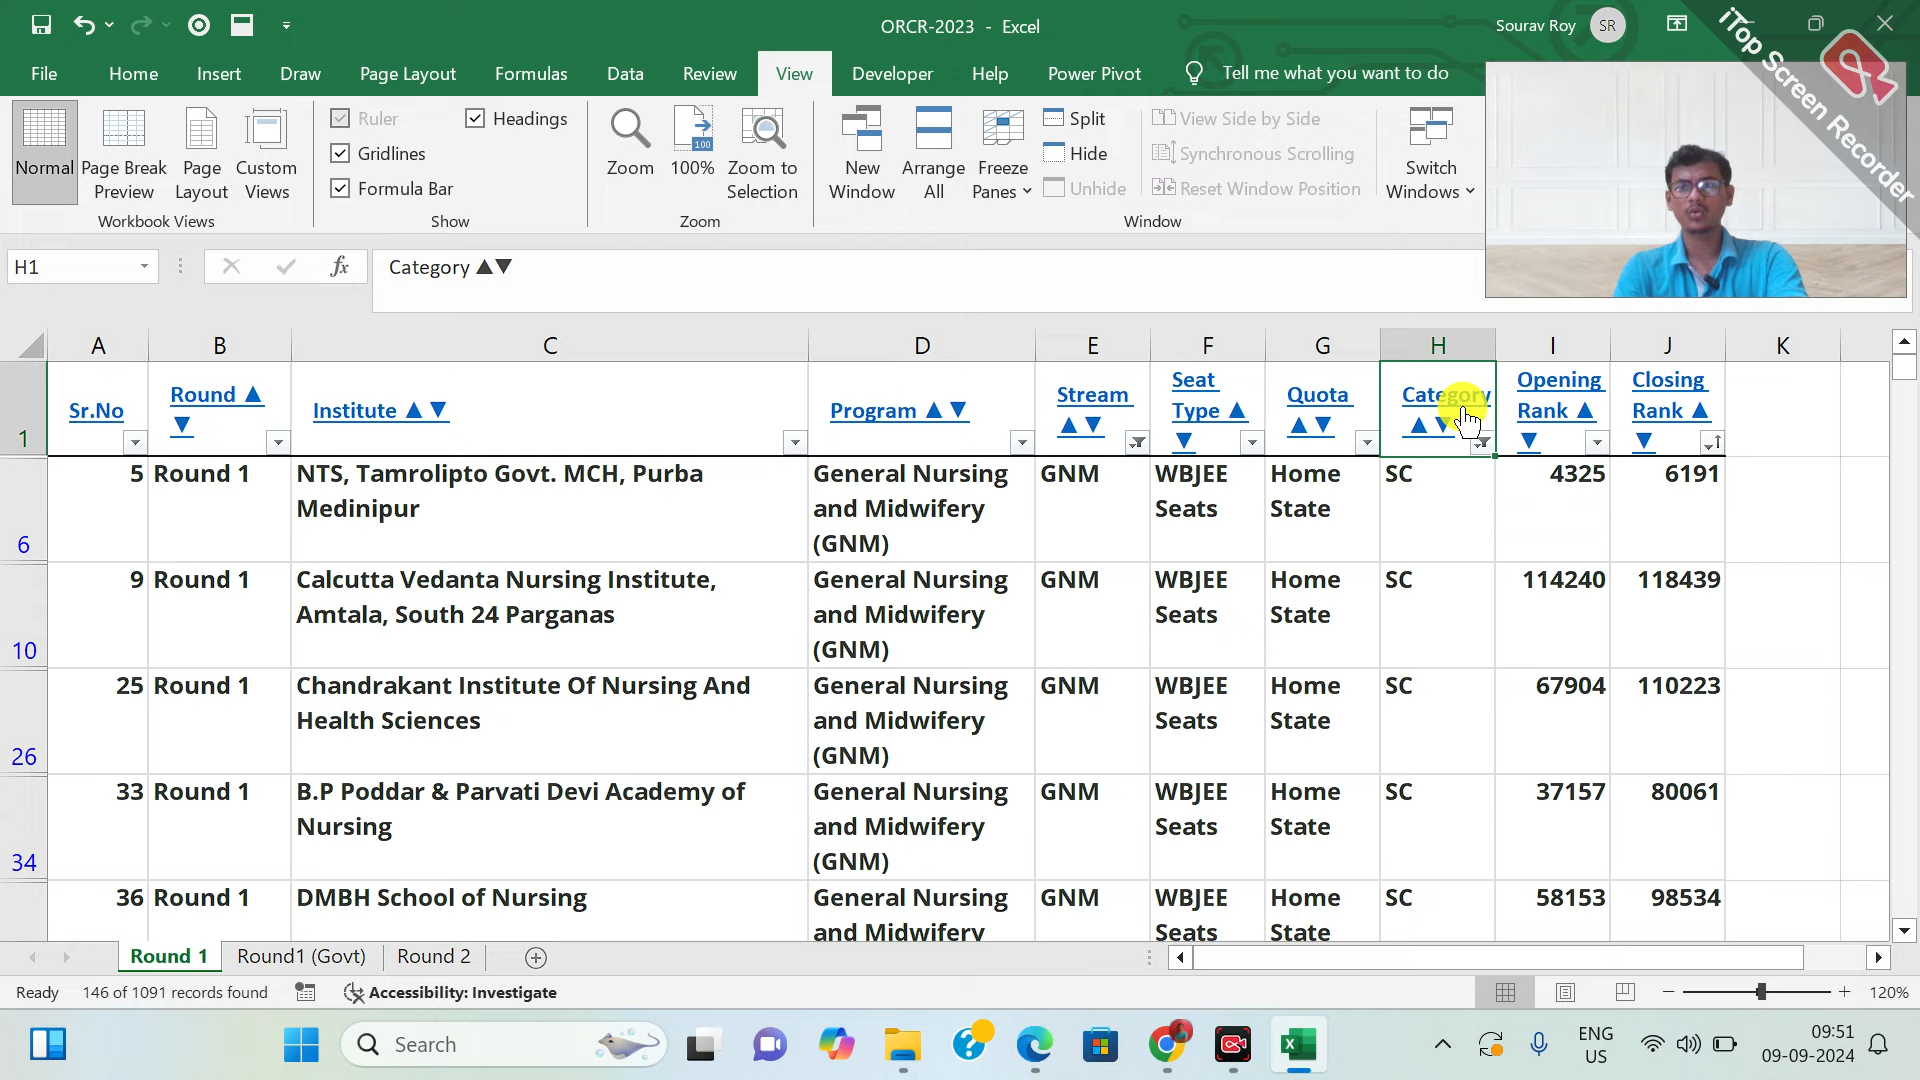 ORCR-2023 - Excel
Sourav Roy SR
iTop Screen Recorder
File Home Insert Draw Page Layout Formulas Data Review View Developer Help Power Pivot Tell me what you want to do
Normal
Page Break
Preview
Page
Layout
Custom
Views
Workbook Views
Ruler
Gridlines
Formula Bar
Headings
Show
Zoom
100
100%
Zoom to
Selection
Zoom
New
Window
Arrange
All
Freeze
Panes
Split
Hide
Unhide
View Side by Side
Synchronous Scrolling
Reset Window Position
Window
Switch
Windows
H1
fx
Category ▲▼
A B C D E F G H I J K
1
Sr.No
Round ▲
▼
Institute ▲▼
Program ▲▼
Stream
▲▼
Seat
Type ▲
▼
Quota
▲▼
Category
▲▼
Opening
Rank ▲
▼
Closing
Rank ▲
▼
6
5 Round 1
NTS, Tamrolipto Govt. MCH, Purba
Medinipur
General Nursing
and Midwifery
(GNM)
GNM
WBJEE
Seats
Home
State
SC 4325 6191
10
9 Round 1
Calcutta Vedanta Nursing Institute,
Amtala, South 24 Parganas
General Nursing
and Midwifery
(GNM)
GNM
WBJEE
Seats
Home
State
SC 114240 118439
26
25 Round 1
Chandrakant Institute Of Nursing And
Health Sciences
General Nursing
and Midwifery
(GNM)
GNM
WBJEE
Seats
Home
State
SC 67904 110223
34
33 Round 1
B.P Poddar & Parvati Devi Academy of
Nursing
General Nursing
and Midwifery
(GNM)
GNM
WBJEE
Seats
Home
State
SC 37157 80061
36 Round 1
DMBH School of Nursing
General Nursing
and Midwifery
GNM
WBJEE
Seats
Home
State
SC 58153 98534
Round 1 Round1 (Govt) Round 2
Ready 146 of 1091 records found Accessibility: Investigate 120%
Search
ENG
US
09:51
09-09-2024